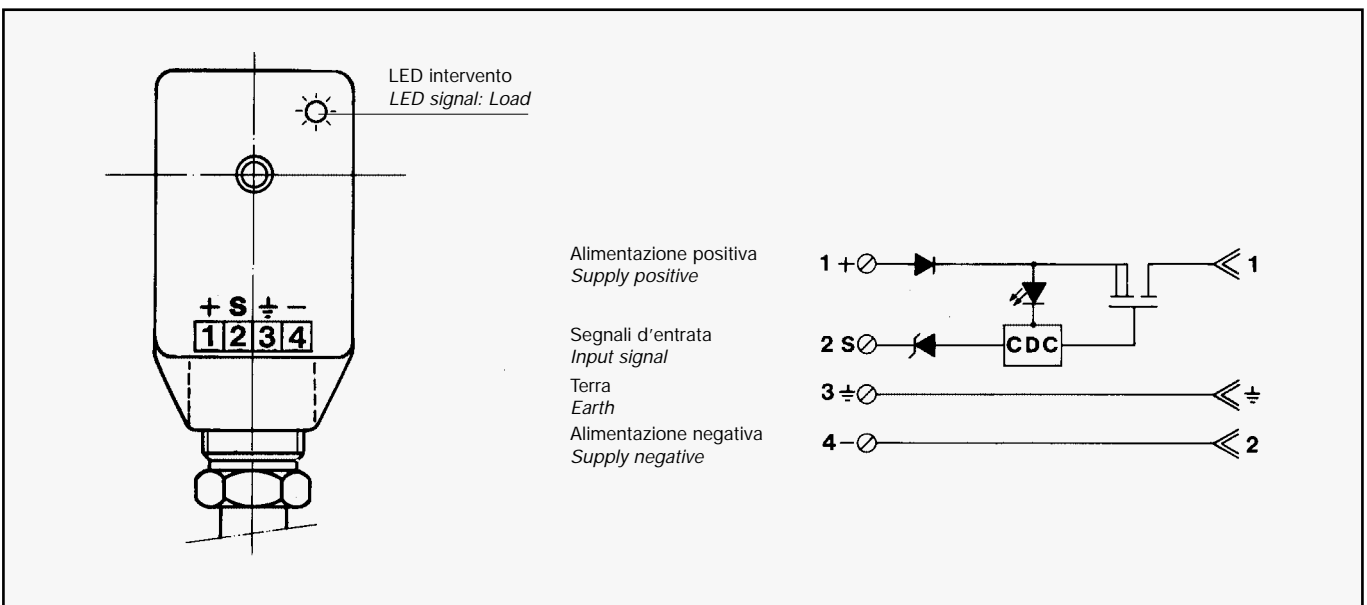 LED intervento
LED signal: Load
+ S ⏚ −
1 2 3 4
Alimentazione positiva
Supply positive
1 +
1
Segnali d'entrata
Input signal
2 S
CDC
Terra
Earth
3 ⏚
⏚
Alimentazione negativa
Supply negative
4 −
2